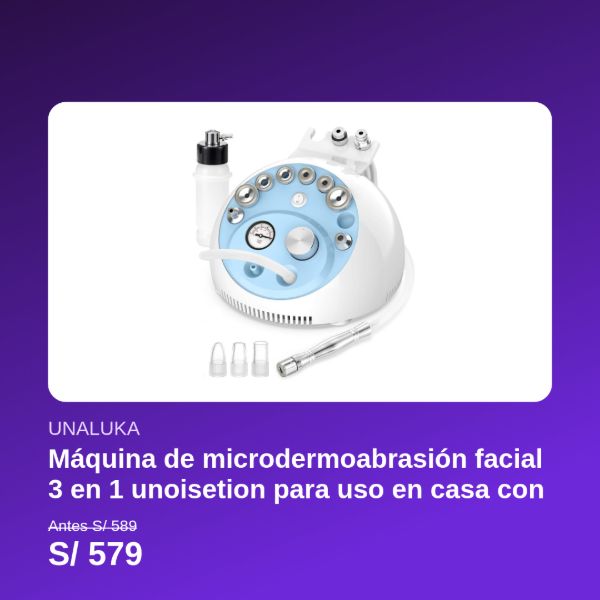 UNALUKA
Máquina de microdermoabrasión facial
3 en 1 unoisetion para uso en casa con
Antes S/ 589
S/ 579